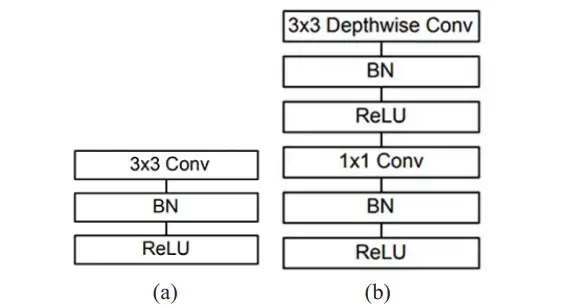 3x3 Conv
BN
ReLU
(a)
3x3 Depthwise Conv
BN
ReLU
1x1 Conv
BN
ReLU
(b)